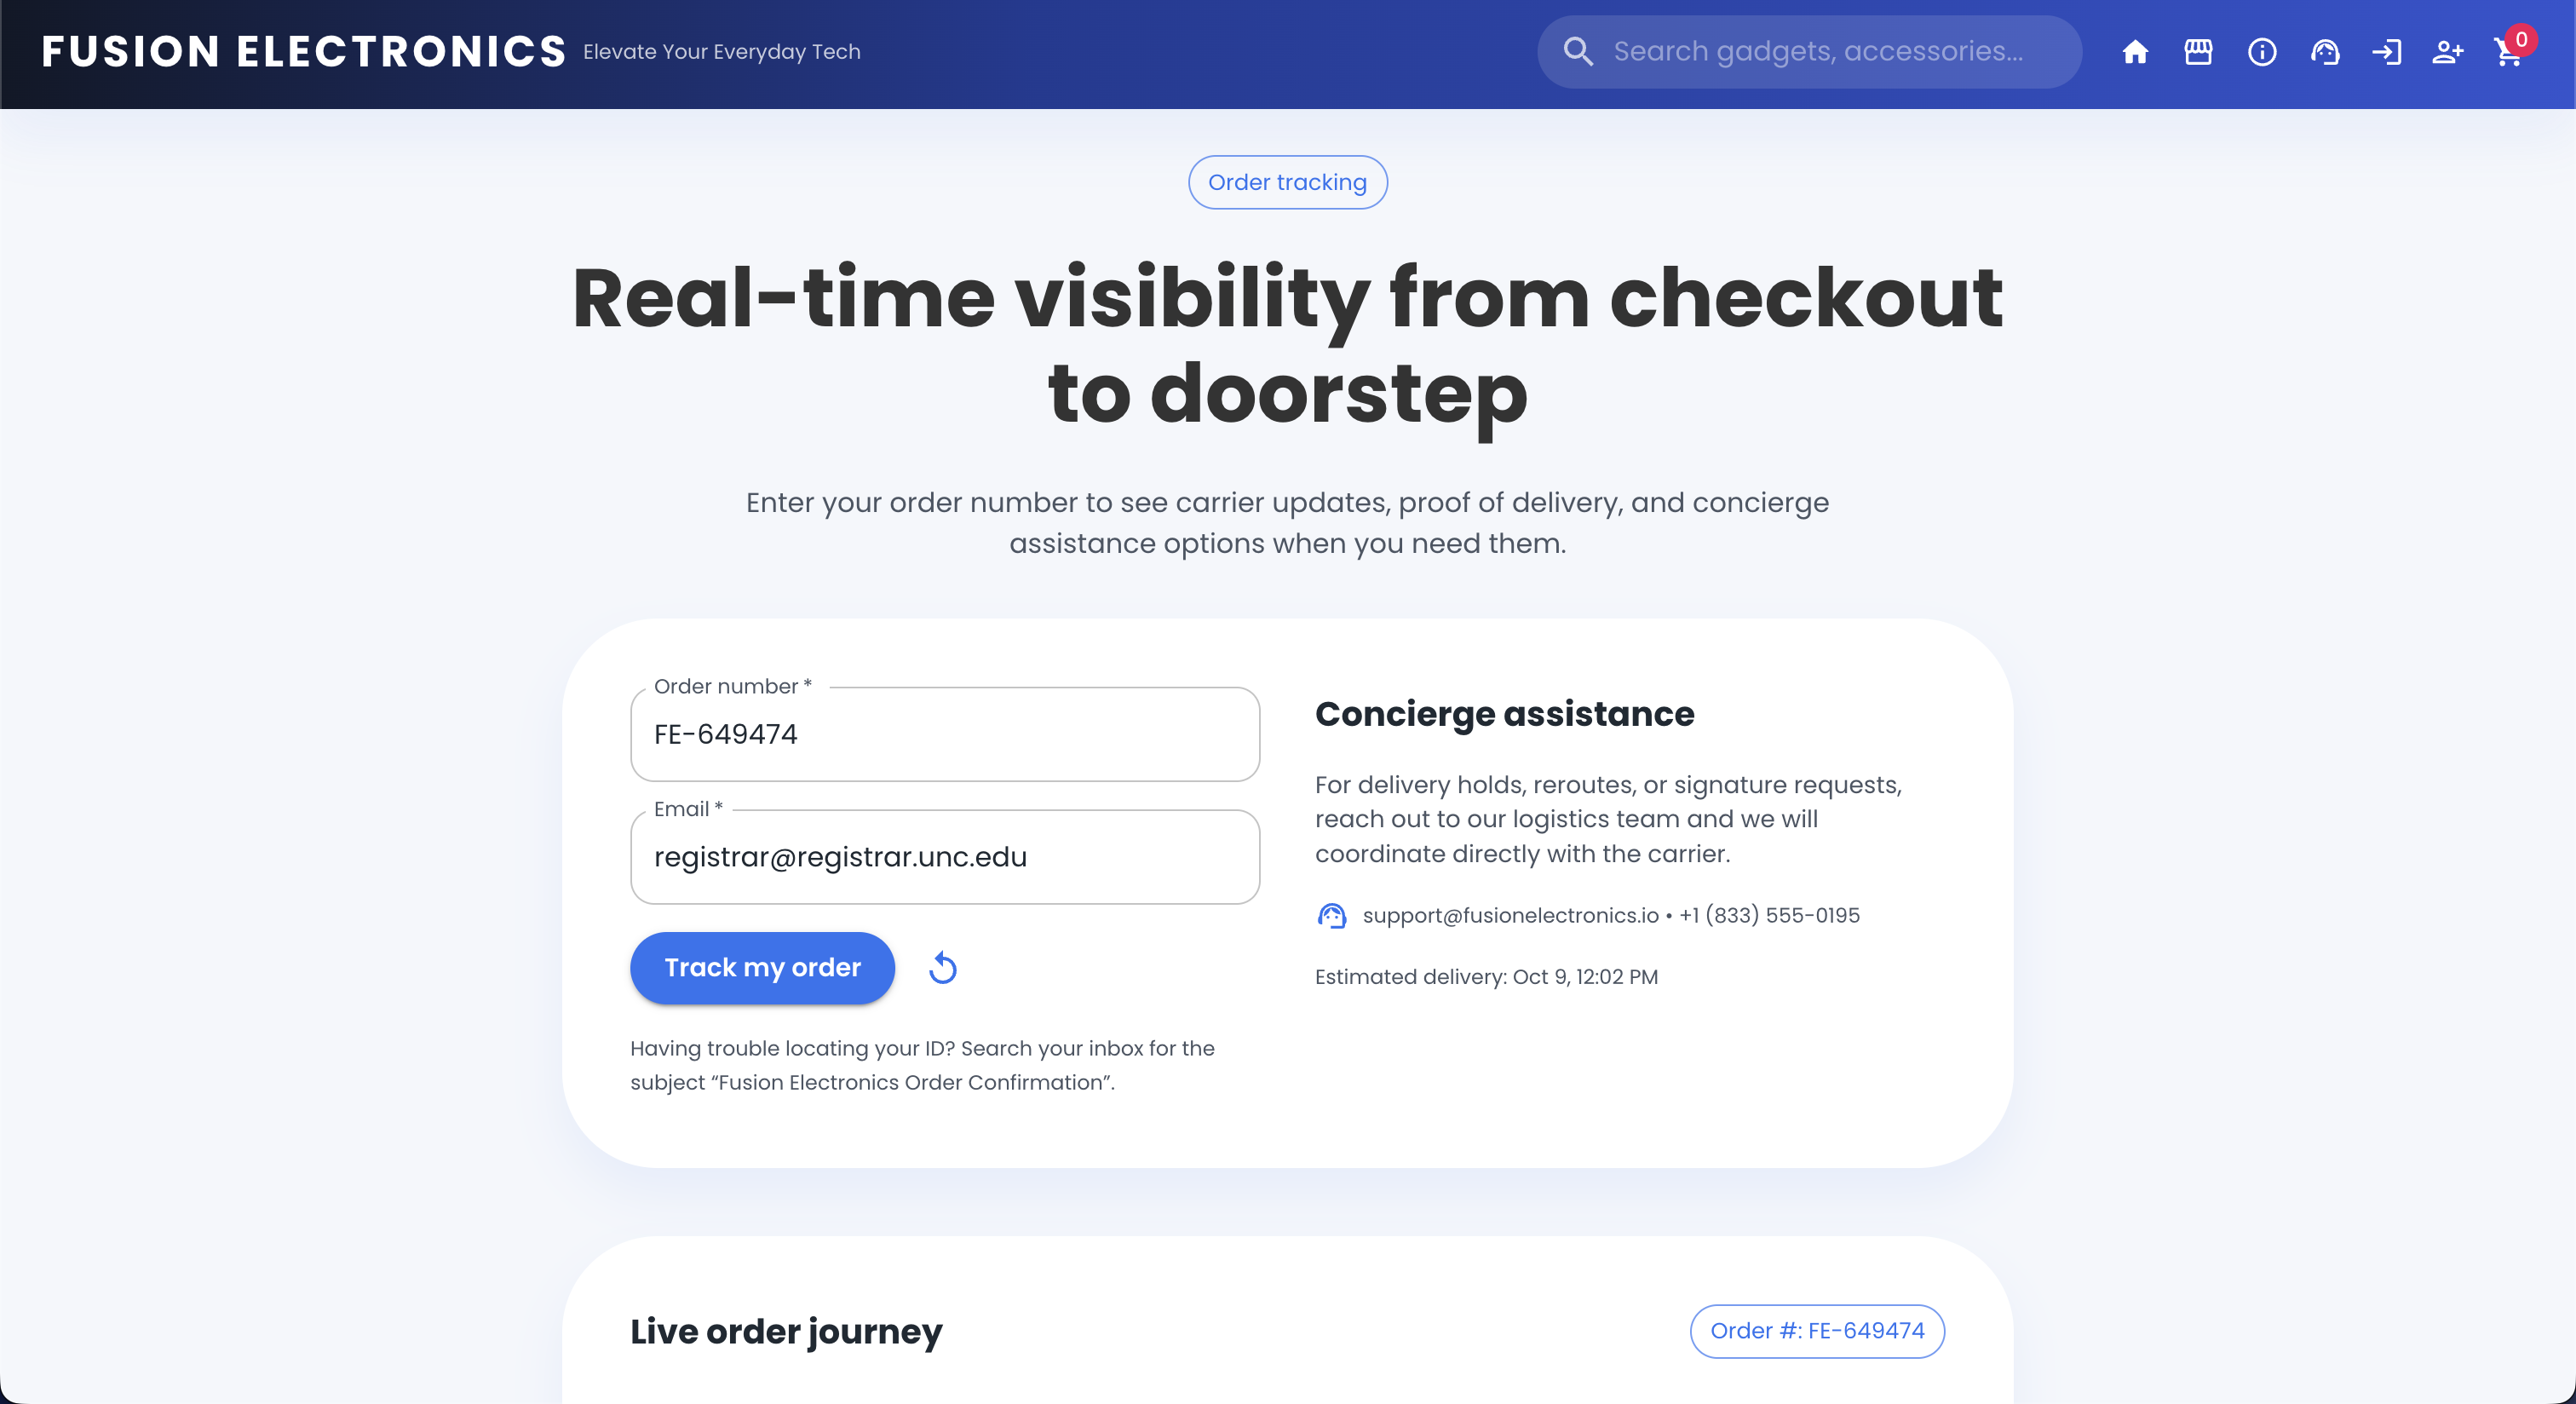 FUSION ELECTRONICS Elevate Your Everyday Tech
Search gadgets, accessories...
0
Order tracking
Real-time visibility from checkout
to doorstep
Enter your order number to see carrier updates, proof of delivery, and concierge
assistance options when you need them.
Order number *
FE-649474
Email *
registrar@registrar.unc.edu
Track my order
Having trouble locating your ID? Search your inbox for the
subject “Fusion Electronics Order Confirmation”.
Concierge assistance
For delivery holds, reroutes, or signature requests,
reach out to our logistics team and we will
coordinate directly with the carrier.
support@fusionelectronics.io • +1 (833) 555-0195
Estimated delivery: Oct 9, 12:02 PM
Live order journey
Order #: FE-649474